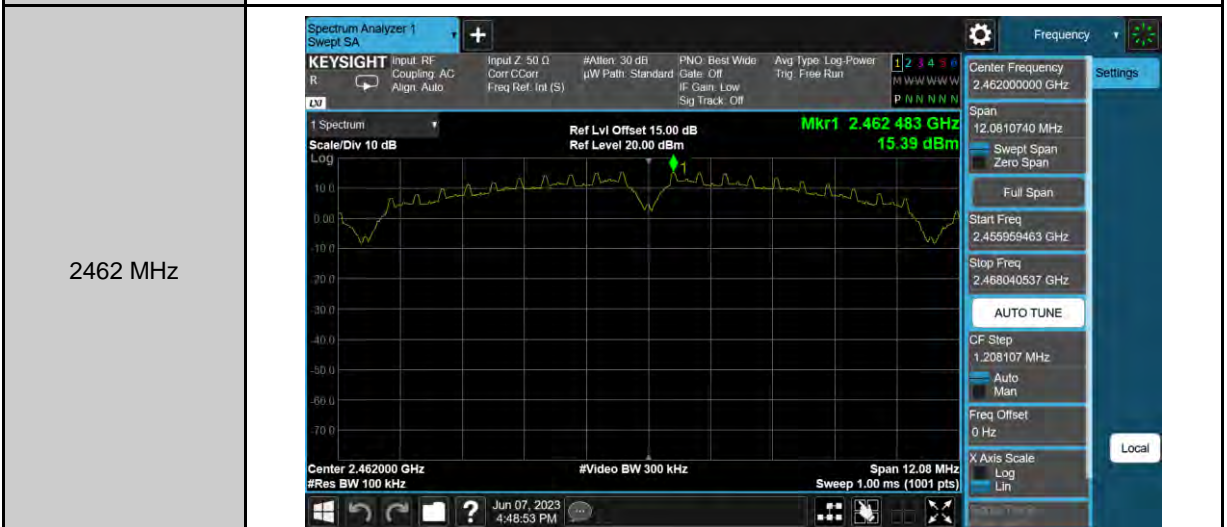 2462 MHz
Spectrum Analyzer 1
Swept SA
+
Frequency
KEYSIGHT
R
LXI
Input: RF
Coupling: AC
Align: Auto
Input Z: 50 Ω
Corr CCorr
Freq Ref: Int (S)
#Atten: 30 dB
µW Path: Standard
PNO: Best Wide
Gate: Off
IF Gain: Low
Sig Track: Off
Avg Type: Log-Power
Trig: Free Run
1 2 3 4 5 6
M W W W W W
P N N N N N
1 Spectrum
Scale/Div 10 dB
Ref Lvl Offset 15.00 dB
Ref Level 20.00 dBm
Mkr1 2.462 483 GHz
15.39 dBm
Log
1
10.0
0.00
-10.0
-20.0
-30.0
-40.0
-50.0
-60.0
-70.0
Center 2.462000 GHz
#Res BW 100 kHz
#Video BW 300 kHz
Span 12.08 MHz
Sweep 1.00 ms (1001 pts)
?
Jun 07, 2023
4:48:53 PM
Center Frequency
2.462000000 GHz
Span
12.0810740 MHz
Swept Span
Zero Span
Full Span
Start Freq
2.455959463 GHz
Stop Freq
2.468040537 GHz
AUTO TUNE
CF Step
1.208107 MHz
Auto
Man
Freq Offset
0 Hz
X Axis Scale
Log
Lin
Settings
Local